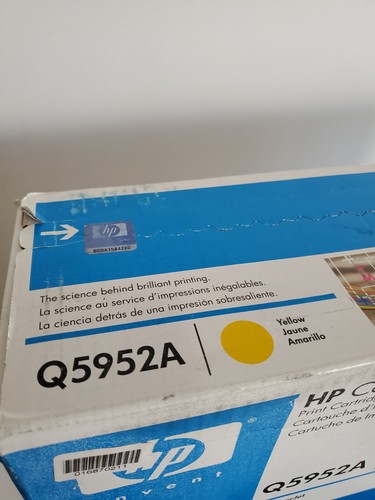 hp
The science behind brilliant printing.
La science au service d'impressions inégalables.
La ciencia detrás de una impresión sobresaliente.
Q5952A
Yellow
Jaune
Amarillo
HP
Print
Cartouche
Cartucho de
Q5952A
hp
invent